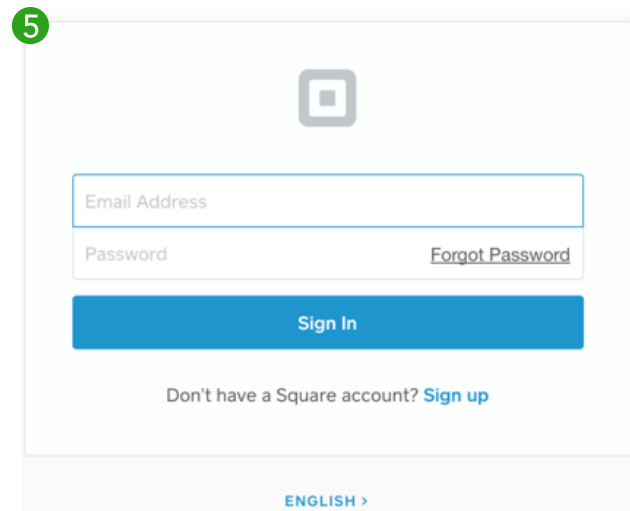 5
Email Address
Password Forgot Password
Sign In
Don't have a Square account? Sign up
ENGLISH >